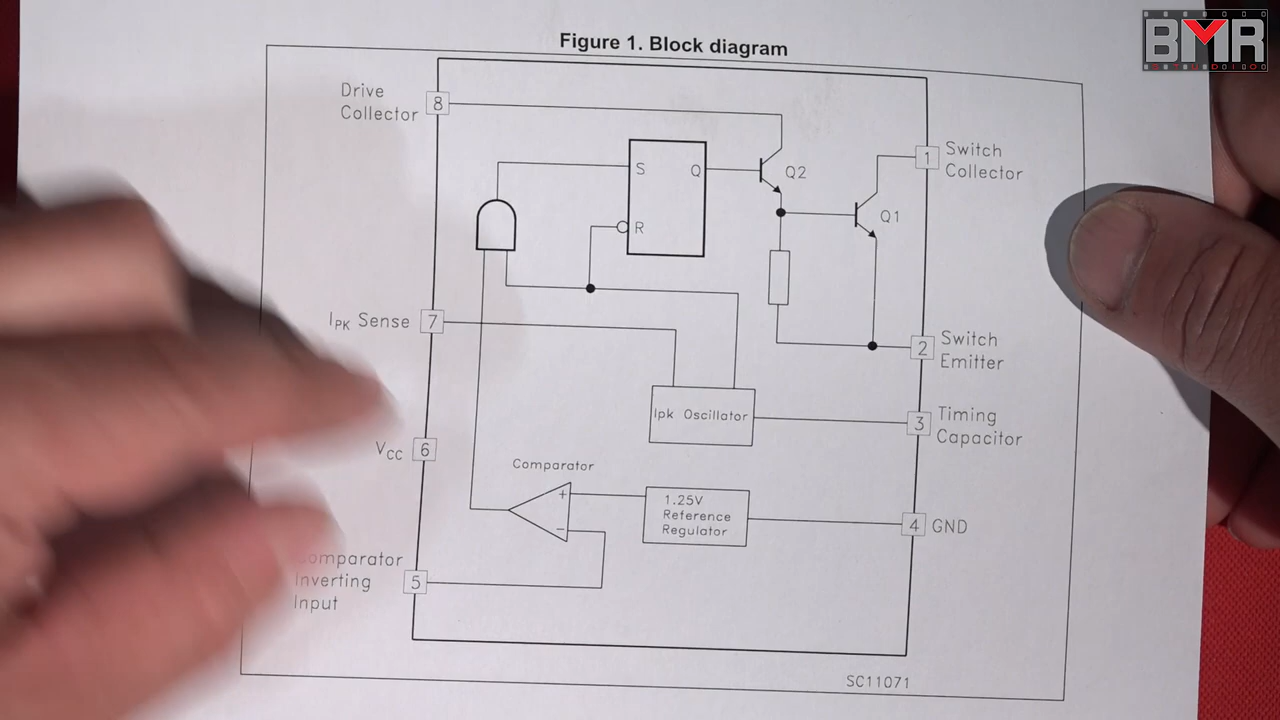 BMR
STUDIO
Figure 1. Block diagram
Drive
Collector
8
S
Q
R
Q2
1
Switch
Collector
Q1
IPK Sense
7
2
Switch
Emitter
Ipk Oscillator
3
Timing
Capacitor
VCC
6
Comparator
+
−
1.25V
Reference
Regulator
4
GND
Comparator
Inverting
Input
5
SC11071